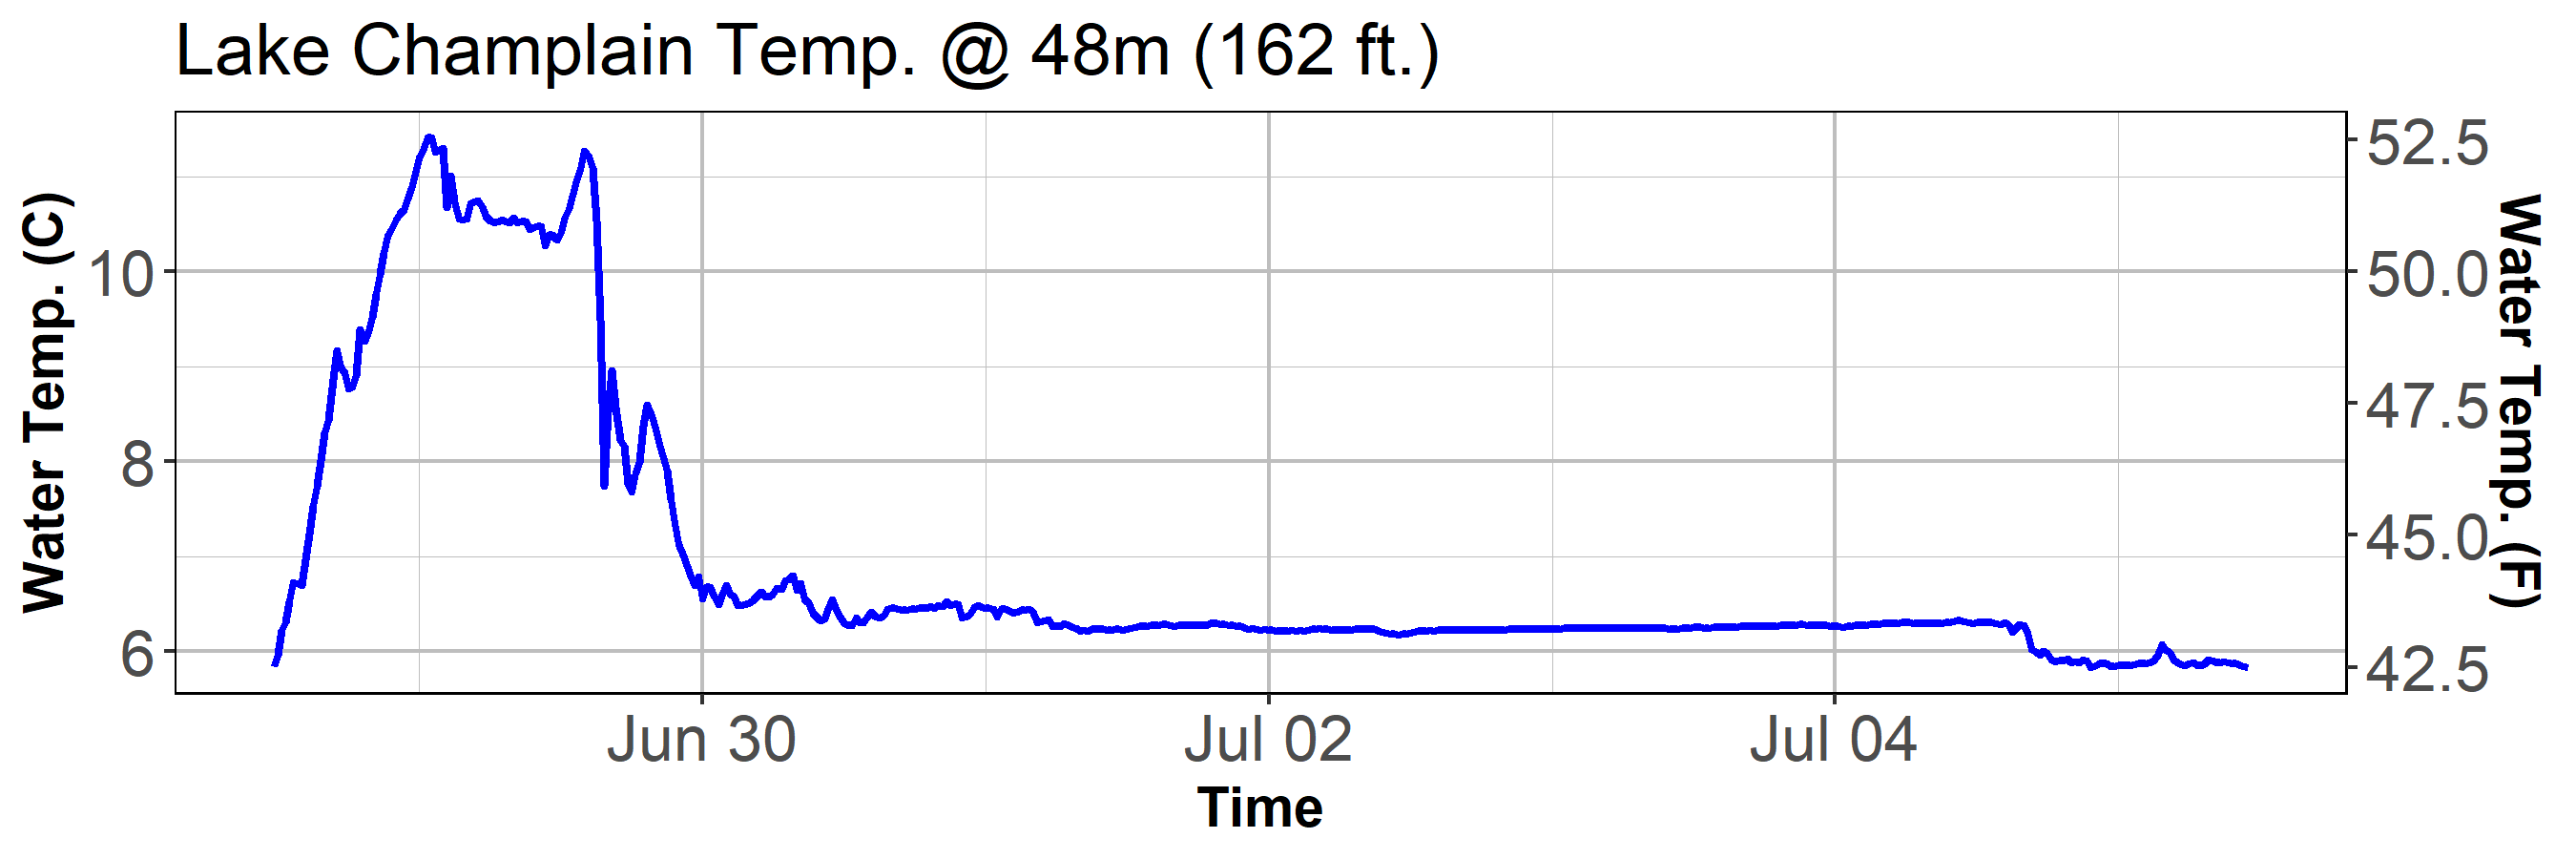 Lake Champlain Temp. @ 48m (162 ft.)
Water Temp. (C)
10
8
6
52.5
50.0
47.5
45.0
42.5
Water Temp. (F)
Jun 30
Jul 02
Jul 04
Time